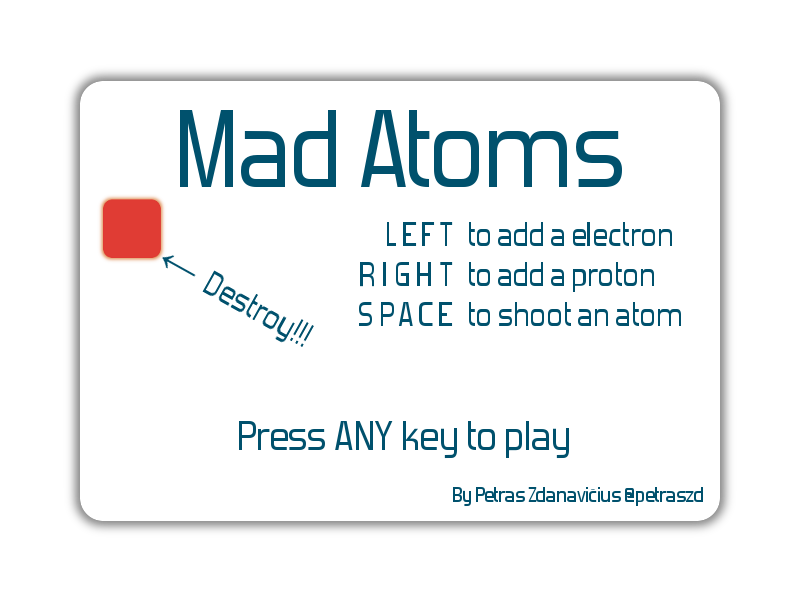 Mad Atoms
LEFT to add a electron
RIGHT to add a proton
SPACE to shoot an atom
← Destroy!!!
Press ANY key to play
By Petras Zdanavičius @petraszd